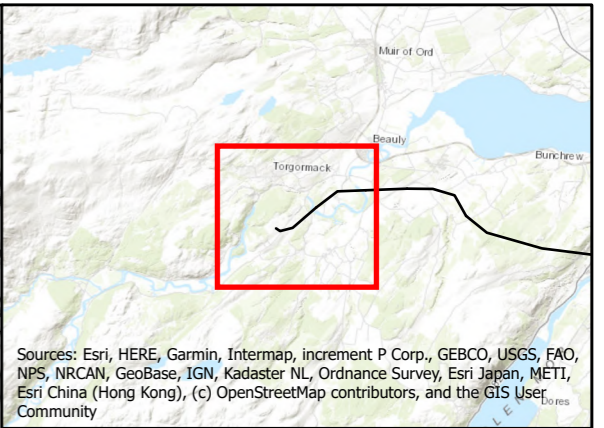 Muir of Ord
Beauly
Bunchrew
Torgormack
Sources: Esri, HERE, Garmin, Intermap, increment P Corp., GEBCO, USGS, FAO,
NPS, NRCAN, GeoBase, IGN, Kadaster NL, Ordnance Survey, Esri Japan, METI,
Esri China (Hong Kong), (c) OpenStreetMap contributors, and the GIS User
Community
Dores